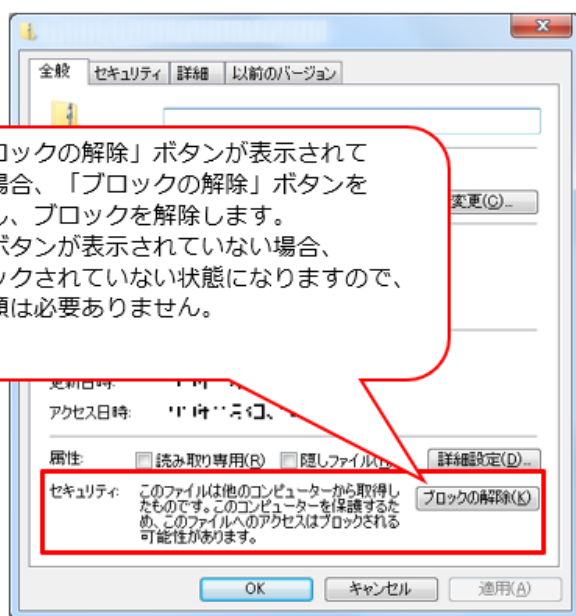 全般 セキュリティ 詳細 以前のバージョン
ロックの解除」ボタンが表示されて
場合、「ブロックの解除」ボタンを
し、ブロックを解除します。
ボタンが表示されていない場合、
ックされていない状態になりますので、
は必要ありません。
変更(C)...
更新日時:
アクセス日時:
属性: 読み取り専用(R) 隠しファイル(H) 詳細設定(D)...
セキュリティ: このファイルは他のコンピューターから取得し
たものです。このコンピューターを保護するた
め、このファイルへのアクセスはブロックされる
可能性があります。
ブロックの解除(K)
OK キャンセル 適用(A)